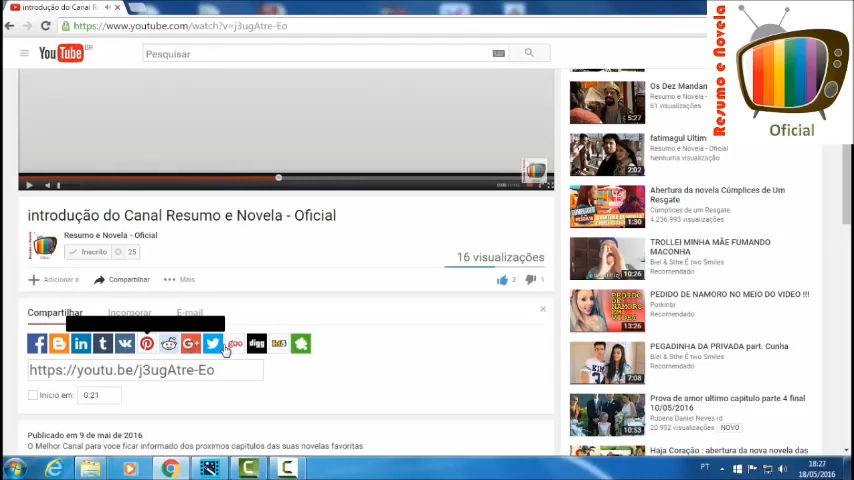 introdução do Canal R
https://www.youtube.com/watch?v=j3ugAtre-Eo
YouTube BR
Pesquisar
Resumo e Novela
Oficial
Os Dez Mandam
Resumo e Novela -
61 visualizações
5:27
fatimagul Ultim
Resumo e Novela - Oficial
Nenhuma visualização
2:02
Abertura da novela Cúmplices de Um
Resgate
Cúmplices de um Resgate
4.236.993 visualizações
1:30
TROLLEI MINHA MÃE FUMANDO
MACONHA
Biel & Sthe E two Smiles
Recomendado
10:26
PEDIDO DE NAMORO NO MEIO DO VIDEO !!!
Parkinbr
Recomendado
PEDIDO DE
NAMORO
13:26
PEGADINHA DA PRIVADA part. Cunha
Biel & Sthe E two Smiles
Recomendado
7:08
Prova de amor ultimo capitulo parte 4 final
10/05/2016
Rubens Daniel Neves rd
20.952 visualizações NOVO
10:53
Haja Coração : abertura da nova novela das
introdução do Canal Resumo e Novela - Oficial
Resumo e Novela - Oficial
Inscrito 25
16 visualizações
Adicionar a Compartilhar Mais
2 1
Compartilhar Incorporar E-mail
digg hi5
https://youtu.be/j3ugAtre-Eo
Início em: 0:21
Publicado em 9 de mai de 2016
O Melhor Canal para voce ficar informado dos proximos capitulos das suas novelas favoritas
PT
18:27
18/05/2016